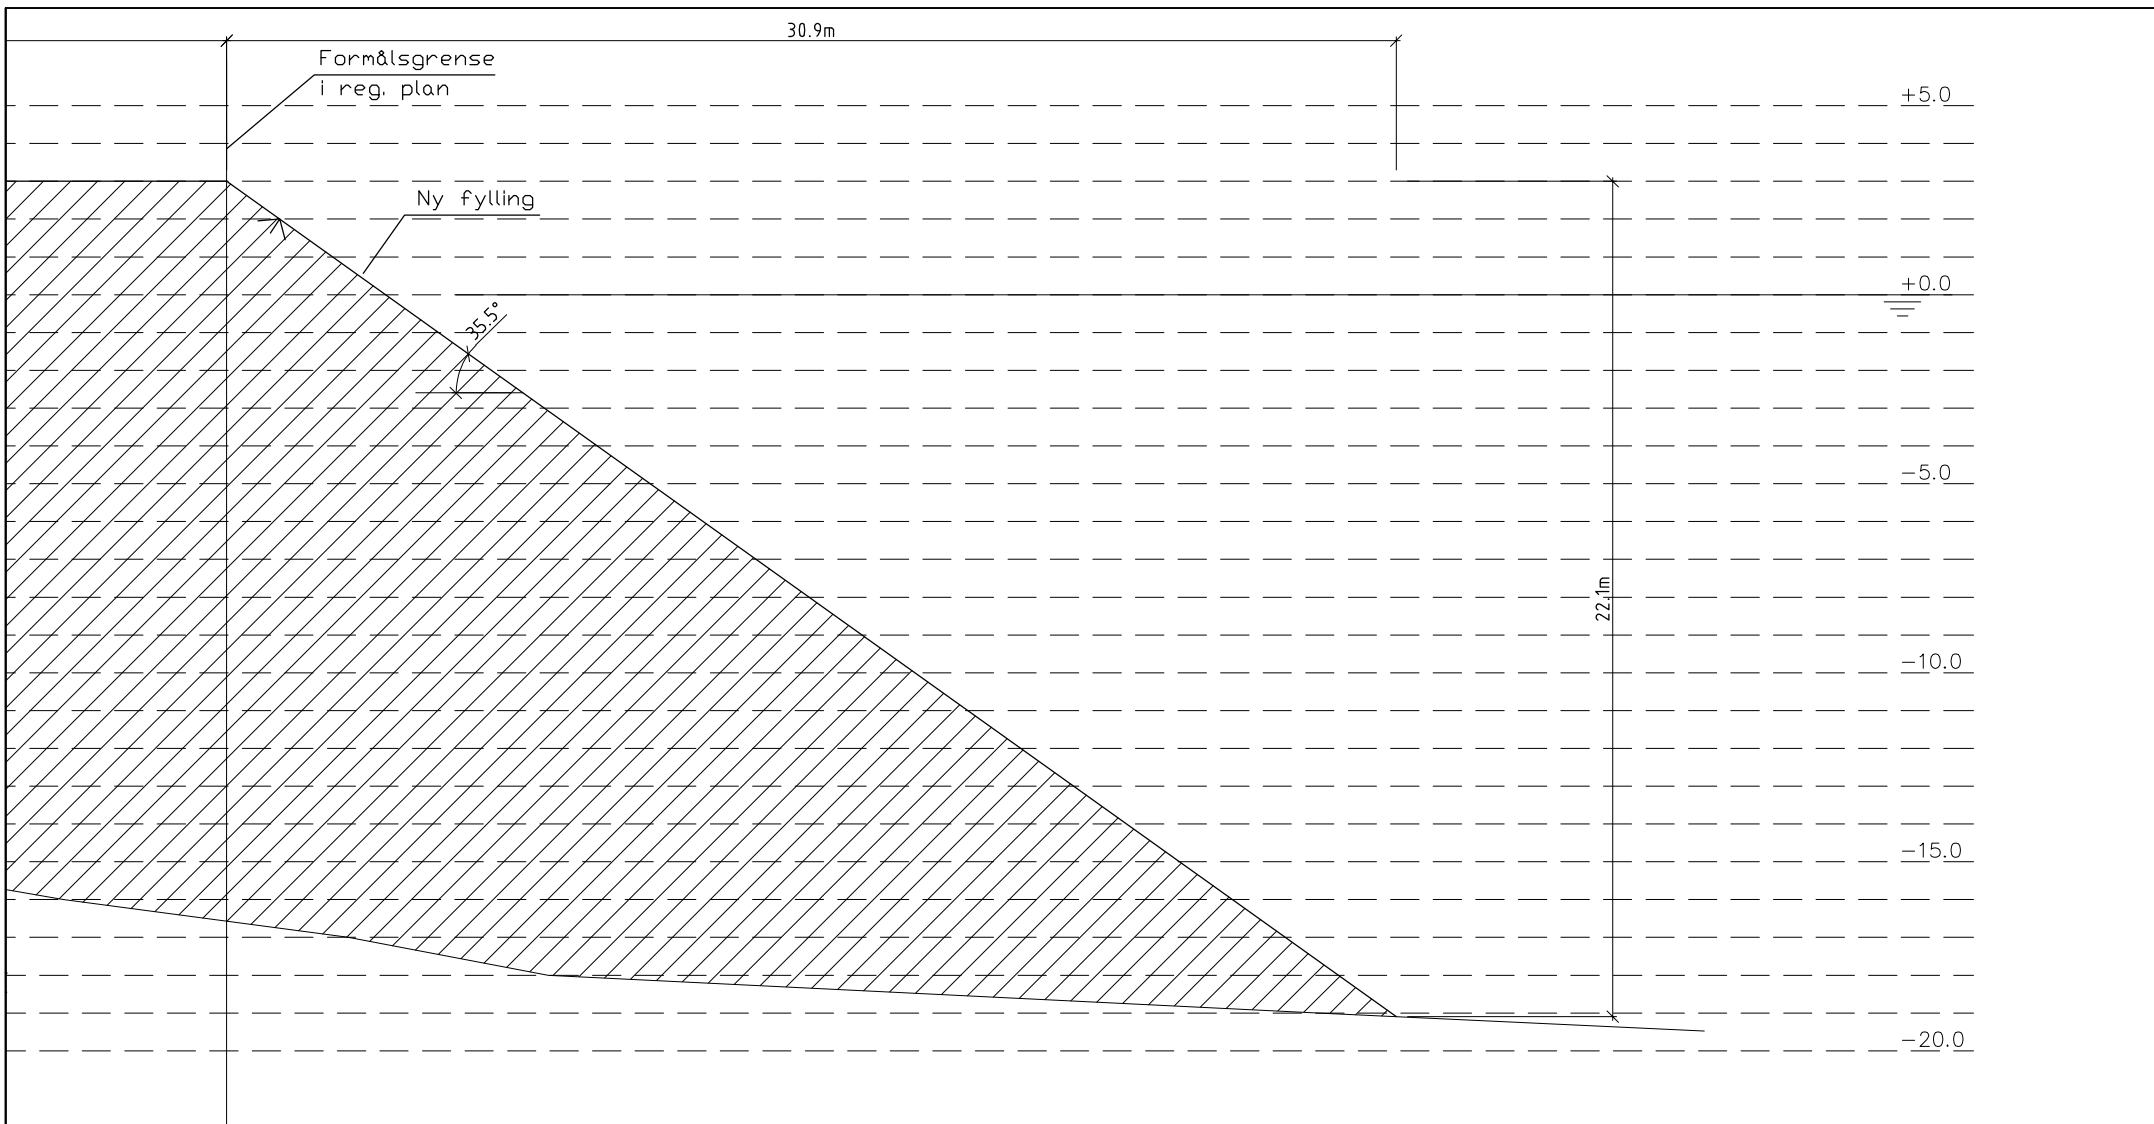 30.9m
Formålsgrense
i reg. plan
+5.0
Ny fylling
+0.0
35.5°
-5.0
22.1m
-10.0
-15.0
-20.0